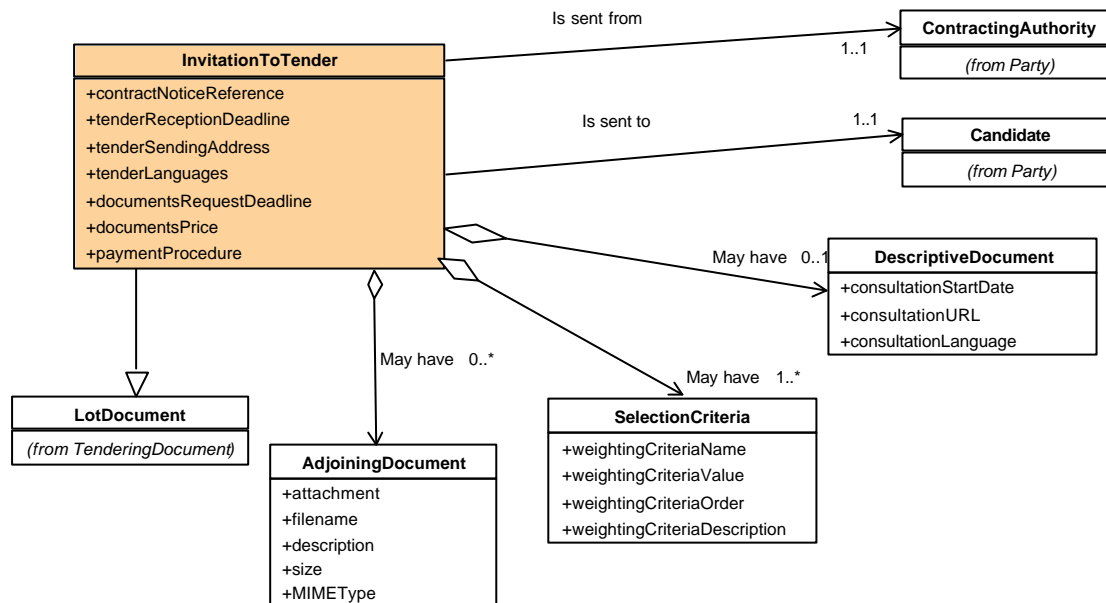 Is sent from
ContractingAuthority
1..1
(from Party)
InvitationToTender
+contractNoticeReference
+tenderReceptionDeadline
+tenderSendingAddress
+tenderLanguages
+documentsRequestDeadline
+documentsPrice
+paymentProcedure
Is sent to
1..1
Candidate
(from Party)
May have 0..1
DescriptiveDocument
+consultationStartDate
+consultationURL
+consultationLanguage
May have 0..*
May have 1..*
LotDocument
(from TenderingDocument)
SelectionCriteria
+weightingCriteriaName
+weightingCriteriaValue
+weightingCriteriaOrder
+weightingCriteriaDescription
AdjoiningDocument
+attachment
+filename
+description
+size
+MIMEType